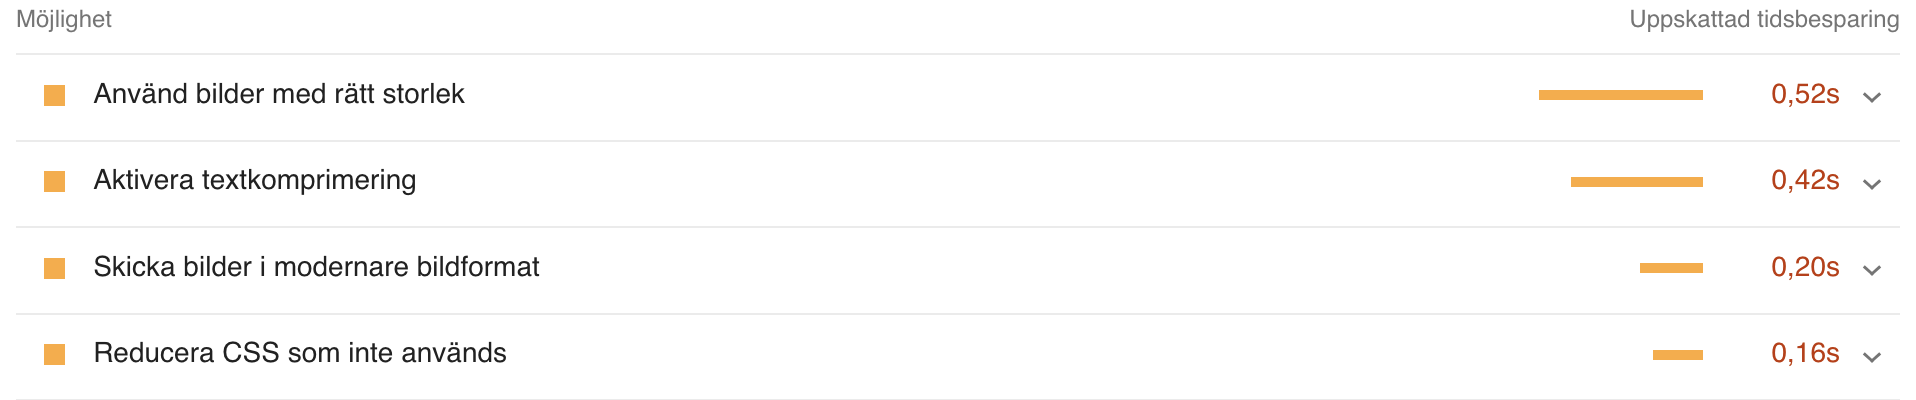 Möjlighet Uppskattad tidsbesparing
Använd bilder med rätt storlek 0,52s
Aktivera textkomprimering 0,42s
Skicka bilder i modernare bildformat 0,20s
Reducera CSS som inte används 0,16s